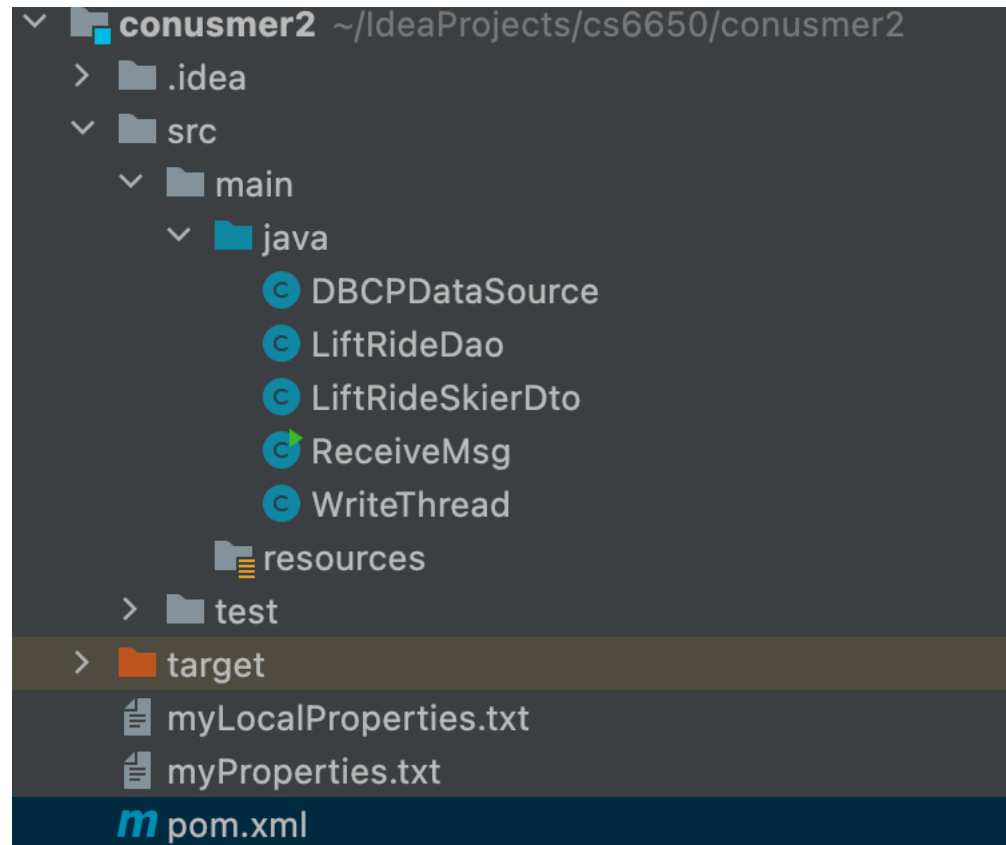 conusmer2 ~/IdeaProjects/cs6650/conusmer2
.idea
src
main
java
C DBCPDataSource
C LiftRideDao
C LiftRideSkierDto
C ReceiveMsg
C WriteThread
resources
test
target
myLocalProperties.txt
myProperties.txt
m pom.xml